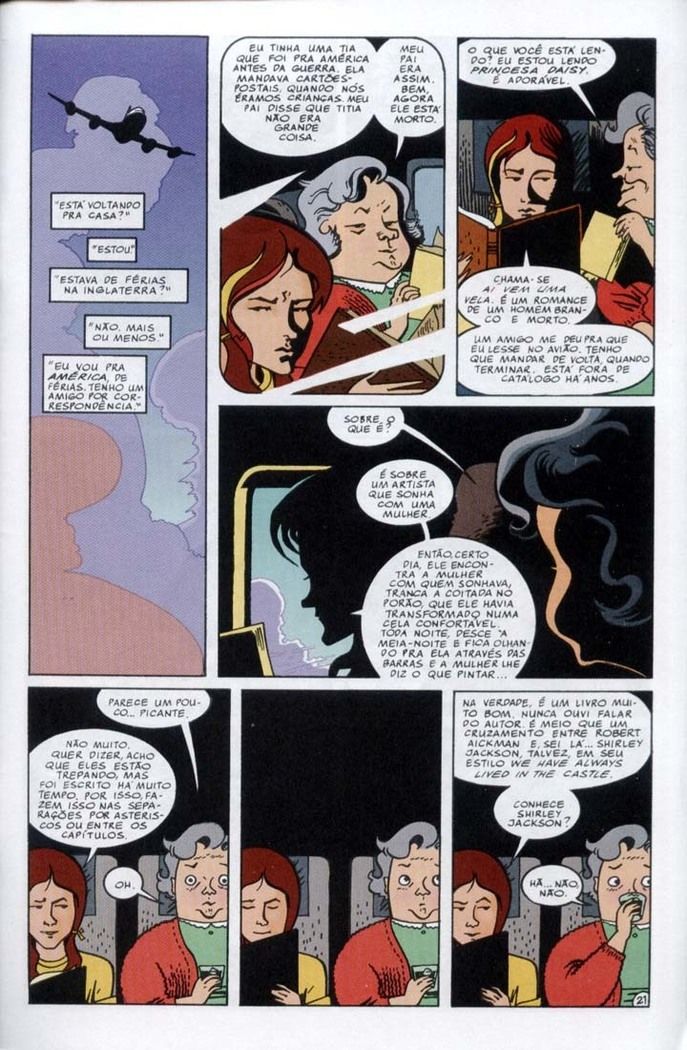 "ESTÁ VOLTANDO
PRA CASA?"
"ESTOU."
"ESTAVA DE FÉRIAS
NA INGLATERRA?"
"NÃO. MAIS
OU MENOS."
"EU VOU PRA
AMÉRICA, DE
FÉRIAS. TENHO UM
AMIGO POR COR-
RESPONDÊNCIA."
EU TINHA UMA TIA
QUE FOI PRA AMÉRICA
ANTES DA GUERRA. ELA
MANDAVA CARTÕES-
POSTAIS, QUANDO NÓS
ÉRAMOS CRIANÇAS. MEU
PAI DISSE QUE TITIA
NÃO ERA
GRANDE
COISA.
MEU
PAI
ERA
ASSIM.
BEM,
AGORA
ELE ESTÁ
MORTO.
O QUE VOCÊ ESTÁ LEN-
DO? EU ESTOU LENDO
PRINCESA DAISY.
É ADORÁVEL.
CHAMA-SE
AÍ VEM UMA
VELA. É UM ROMANCE
DE UM HOMEM BRAN-
CO E MORTO.
UM AMIGO ME DEU PRA QUE
EU LESSE NO AVIÃO. TENHO
QUE MANDAR DE VOLTA, QUANDO
TERMINAR. ESTÁ FORA DE
CATÁLOGO HÁ ANOS.
SOBRE O
QUE É?
É SOBRE
UM ARTISTA
QUE SONHA
COM UMA
MULHER.
ENTÃO, CERTO
DIA, ELE ENCON-
TRA A MULHER
COM QUEM SONHAVA,
TRANCA A COITADA NO
PORÃO, QUE ELE HAVIA
TRANSFORMADO NUMA
CELA CONFORTÁVEL.
TODA NOITE, DESCE À
MEIA-NOITE E FICA OLHAN-
DO PRA ELA ATRAVÉS DAS
BARRAS E A MULHER LHE
DIZ O QUE PINTAR...
PARECE UM POU-
CO... PICANTE.
NÃO MUITO.
QUER DIZER, ACHO
QUE ELES ESTÃO
TREPANDO, MAS
FOI ESCRITO HÁ MUITO
TEMPO. POR ISSO, FA-
ZEM ISSO NAS SEPA-
RAÇÕES POR ASTERIS-
COS OU ENTRE OS
CAPÍTULOS.
OH.
NA VERDADE, É UM LIVRO MUI-
TO BOM. NUNCA OUVI FALAR
DO AUTOR. É MEIO QUE UM
CRUZAMENTO ENTRE ROBERT
AICKMAN E, SEI LÁ... SHIRLEY
JACKSON, TALVEZ, EM SEU
ESTILO WE HAVE ALWAYS
LIVED IN THE CASTLE.
CONHECE
SHIRLEY
JACKSON?
HÃ... NÃO,
NÃO.
21